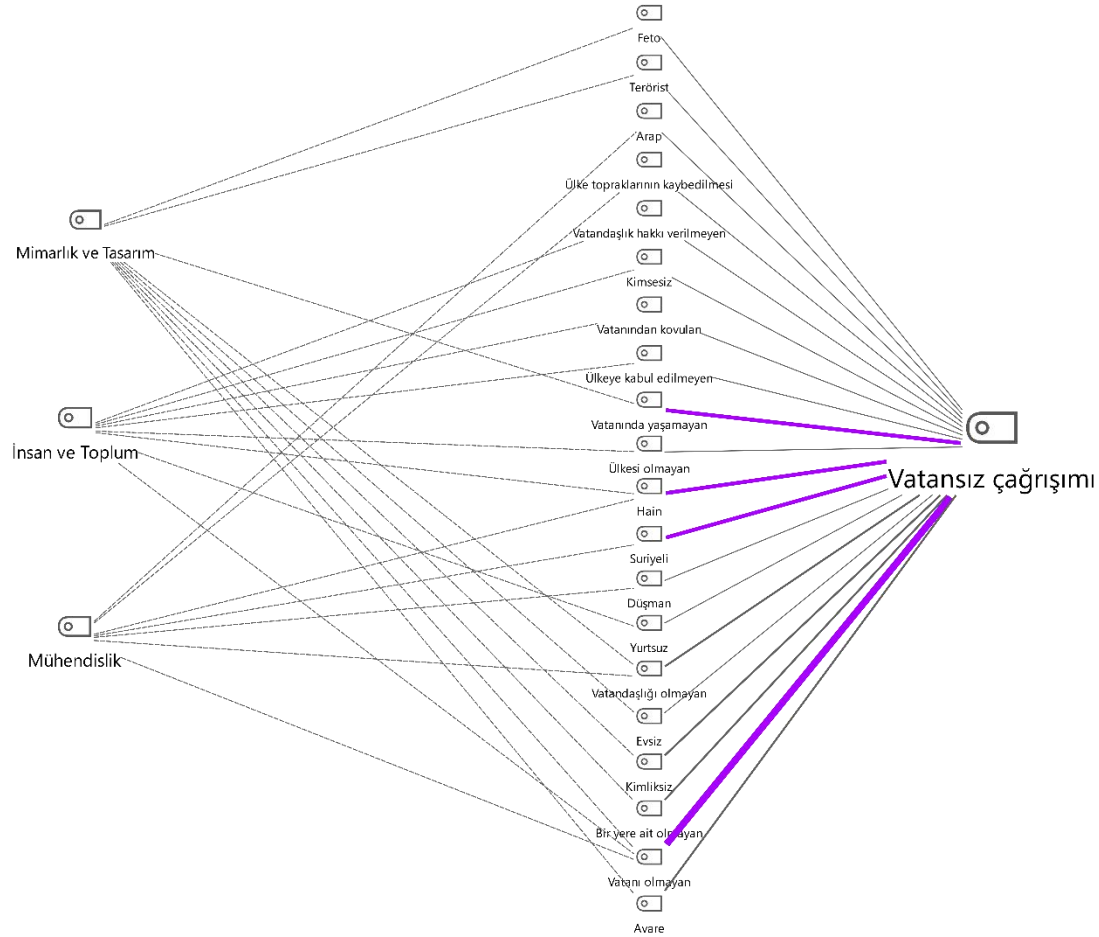 Feto
Terörist
Arap
Ülke topraklarının kaybedilmesi
Vatandaşlık hakkı verilmeyen
Kimsesiz
Vatanından kovulan
Ülkeye kabul edilmeyen
Vatanında yaşamayan
Ülkesi olmayan
Hain
Suriyeli
Düşman
Yurtsuz
Vatandaşlığı olmayan
Evsiz
Kimliksiz
Bir yere ait olmayan
Vatanı olmayan
Avare
Mimarlık ve Tasarım
İnsan ve Toplum
Mühendislik
Vatansız çağrışımı